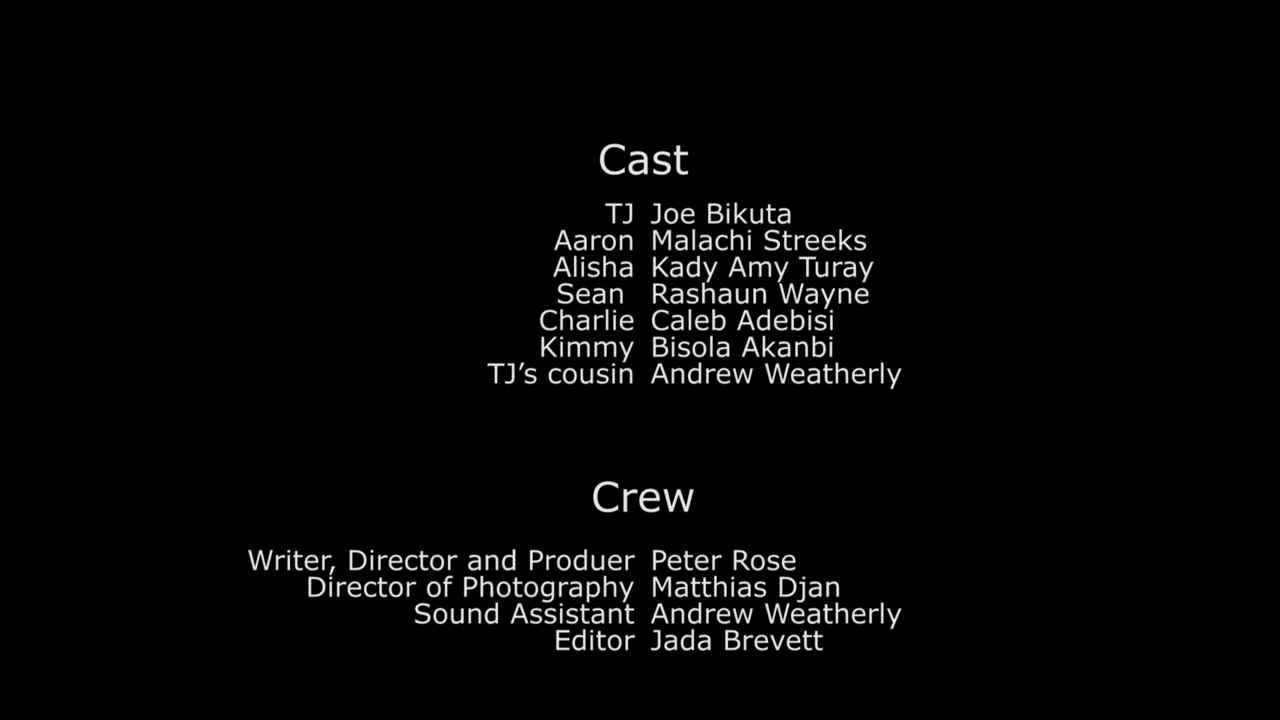 Cast
TJ Joe Bikuta
Aaron Malachi Streeks
Alisha Kady Amy Turay
Sean Rashaun Wayne
Charlie Caleb Adebisi
Kimmy Bisola Akanbi
TJ’s cousin Andrew Weatherly
Crew
Writer, Director and Produer Peter Rose
Director of Photography Matthias Djan
Sound Assistant Andrew Weatherly
Editor Jada Brevett